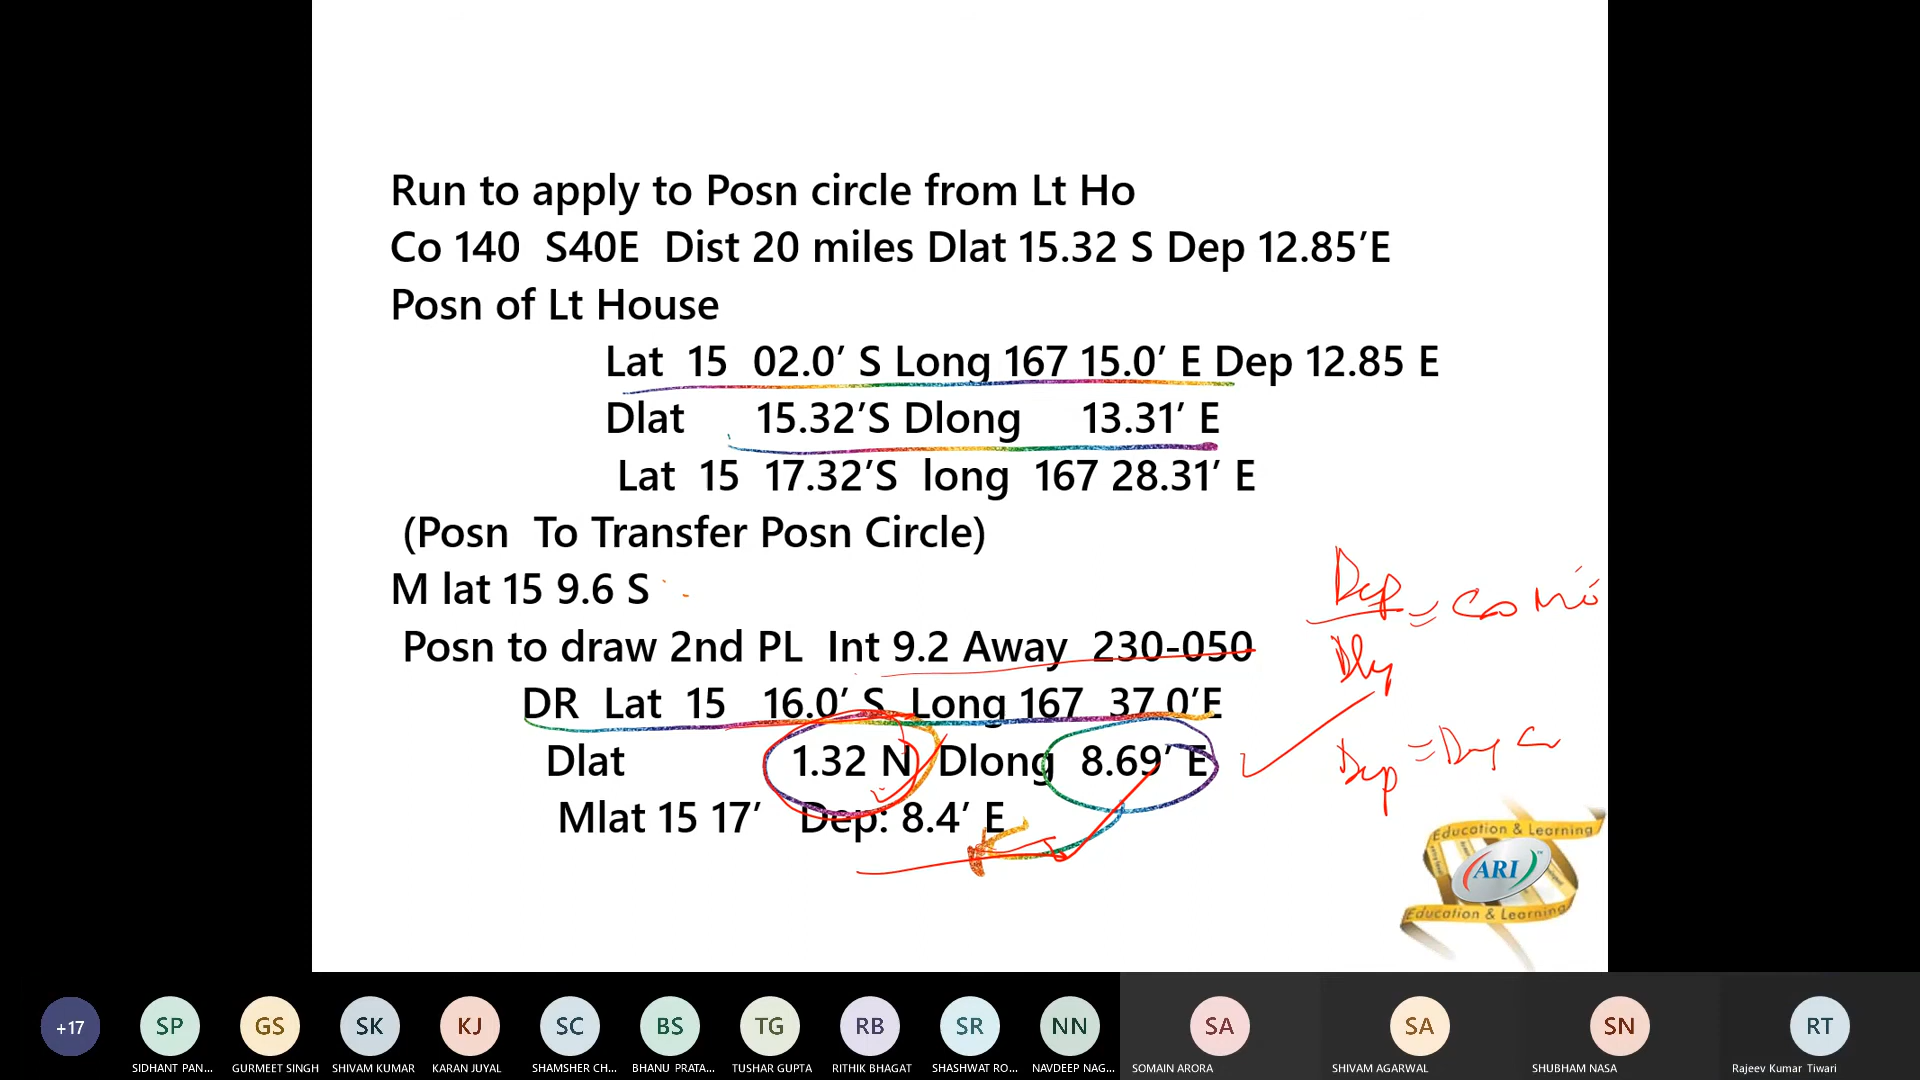 Run to apply to Posn circle from Lt Ho
Co 140 S40E Dist 20 miles Dlat 15.32 S Dep 12.85’E
Posn of Lt House
Lat 15 02.0’ S Long 167 15.0’ E Dep 12.85 E
Dlat 15.32’S Dlong 13.31’ E
Lat 15 17.32’S long 167 28.31’ E
(Posn To Transfer Posn Circle)
M lat 15 9.6 S
Posn to draw 2nd PL Int 9.2 Away 230-050
DR Lat 15 16.0’ S Long 167 37.0’E
Dlat 1.32 N Dlong 8.69’ E
Mlat 15 17’ Dep: 8.4’ E
Dep =
Dep =
Education & Learning
ARI
Education & Learning
+17 SP GS SK KJ SC BS TG RB SR NN SA SA SN RT
SIDHANT PAN... GURMEET SINGH SHIVAM KUMAR KARAN JUYAL SHAMSHER CH... BHANU PRATA... TUSHAR GUPTA RITHIK BHAGAT SHASHWAT RO... NAVDEEP NAG... SOMAIN ARORA SHIVAM AGARWAL SHUBHAM NASA Rajeev Kumar Tiwari